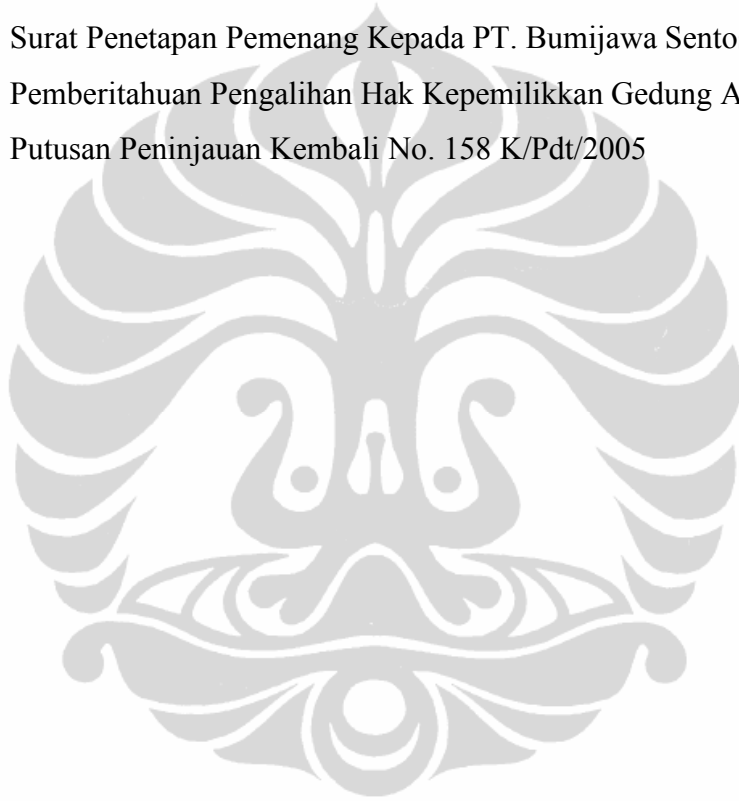 Surat Penetapan Pemenang Kepada PT. Bumijawa Sento
Pemberitahuan Pengalihan Hak Kepemilikkan Gedung A
Putusan Peninjauan Kembali No. 158 K/Pdt/2005